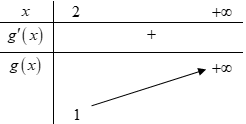 x 2 +∞
g'(x) +
g(x) +∞
1